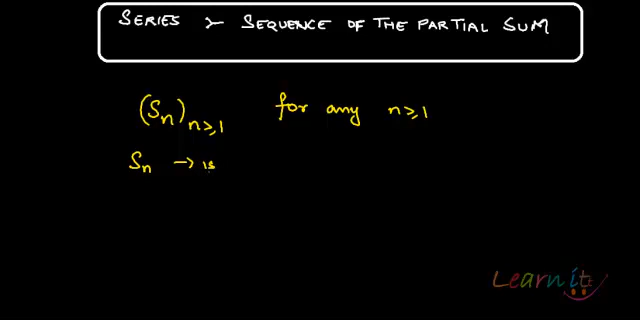 SERIES :- SEQUENCE OF THE PARTIAL SUM
(Sn)n≥1 for any n≥1
Sn → is
Learnit